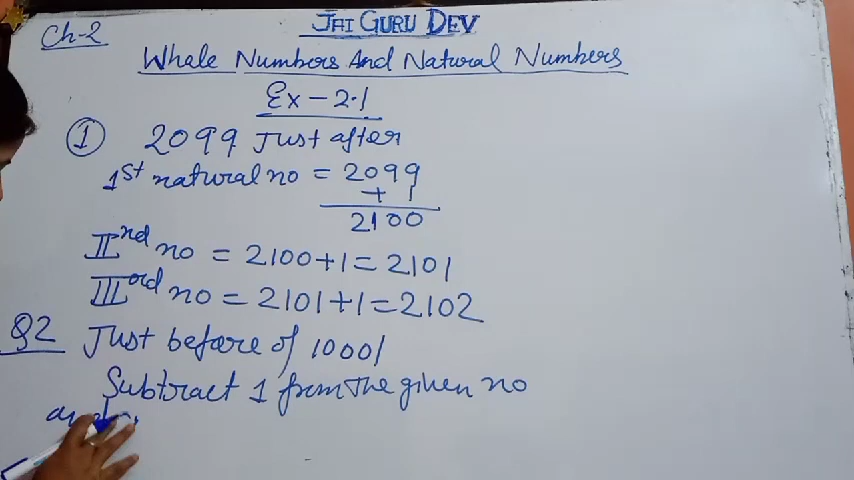 Ch-2
JAI GURU DEV
Whale Numbers And Natural Numbers
Ex - 2.1
1 2099 Just after
1st natural no = 2099
+ 1
2100
IInd no = 2100+1 = 2101
IIIord no = 2101+1 = 2102
Q2 Just before of 10001
Subtract 1 from the given no